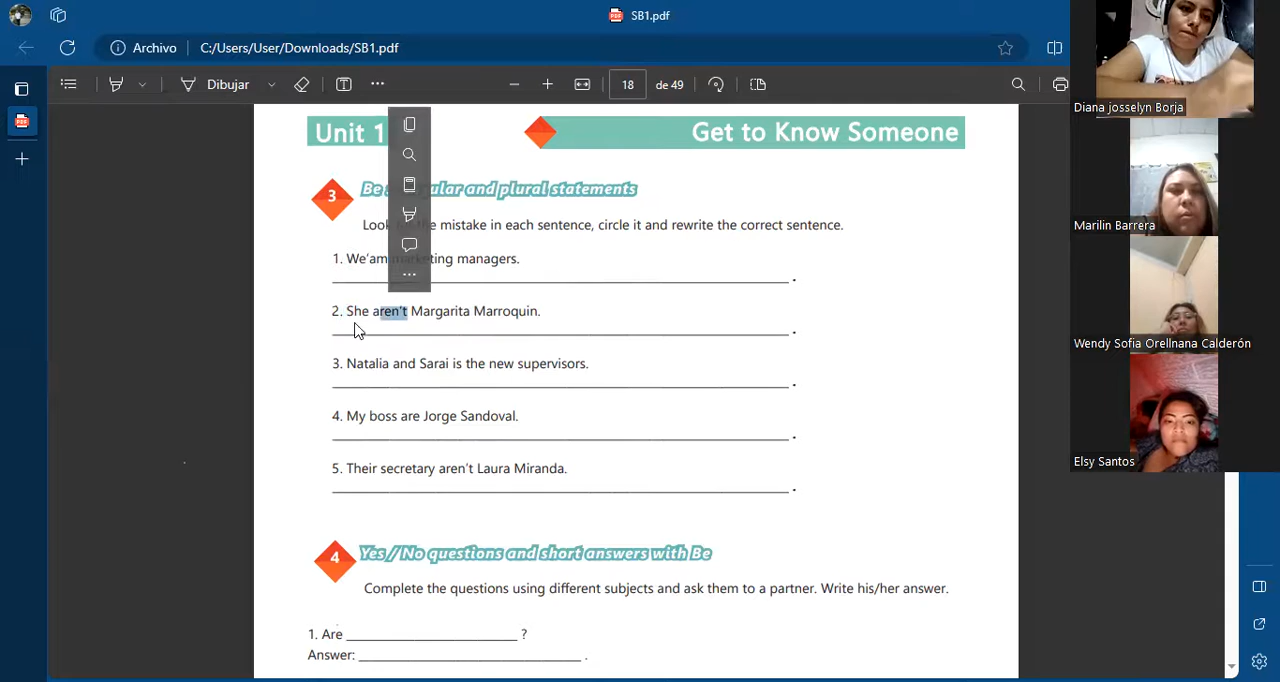 SB1.pdf
Archivo
C:/Users/User/Downloads/SB1.pdf
Dibujar
18 de 49
Unit 1
Get to Know Someone
3
Be gular and plural statements
Look the mistake in each sentence, circle it and rewrite the correct sentence.
1. We'am marketing managers.
2. She aren't Margarita Marroquin.
3. Natalia and Sarai is the new supervisors.
4. My boss are Jorge Sandoval.
5. Their secretary aren't Laura Miranda.
4
Yes / No questions and short answers with Be
Complete the questions using different subjects and ask them to a partner. Write his/her answer.
1. Are ?
Answer: .
Diana josselyn Borja
Marilin Barrera
Wendy Sofia Orellnana Calderón
Elsy Santos